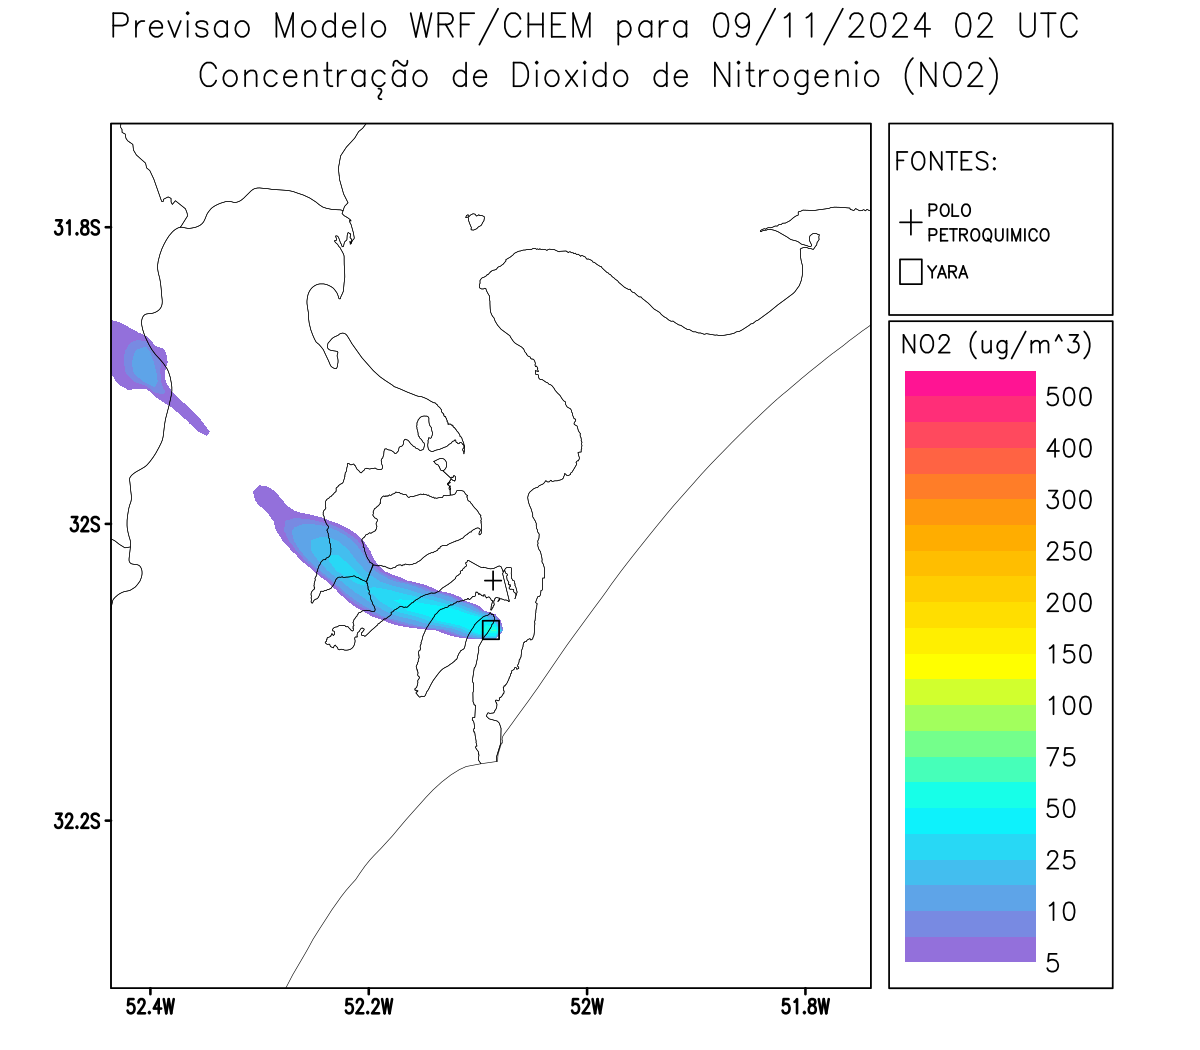 Previsao Modelo WRF/CHEM para 09/11/2024 02 UTC
Concentração de Dioxido de Nitrogenio (NO2)
FONTES:
POLO
PETROQUIMICO
YARA
NO2 (ug/m^3)
500
400
300
250
200
150
100
75
50
25
10
5
31.8S
32S
32.2S
52.4W
52.2W
52W
51.8W